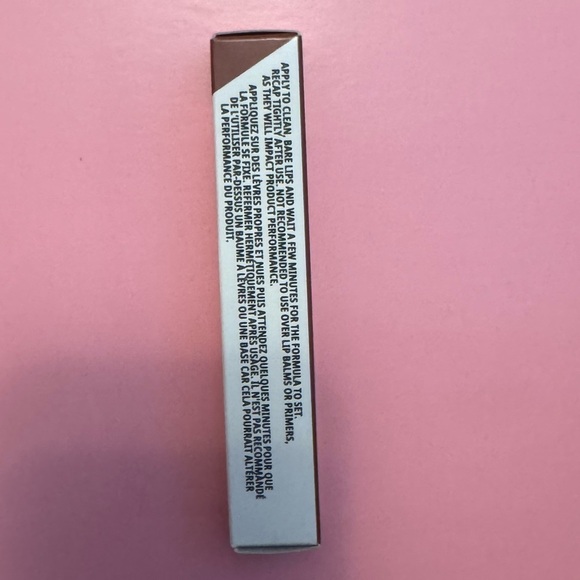 APPLY TO CLEAN, BARE LIPS AND WAIT A FEW MINUTES FOR THE FORMULA TO SET.
RECAP TIGHTLY AFTER USE. NOT RECOMMENDED TO USE OVER LIP BALMS OR PRIMERS,
AS THEY WILL IMPACT PRODUCT PERFORMANCE.
APPLIQUEZ SUR DES LÈVRES PROPRES ET NUES PUIS ATTENDEZ QUELQUES MINUTES POUR QUE
LA FORMULE SE FIXE. REFERMER HERMÉTIQUEMENT APRÈS USAGE. IL N'EST PAS RECOMMANDÉ
DE L'UTILISER PAR-DESSUS UN BAUME À LÈVRES OU UNE BASE CAR CELA POURRAIT ALTÉRER
LA PERFORMANCE DU PRODUIT.